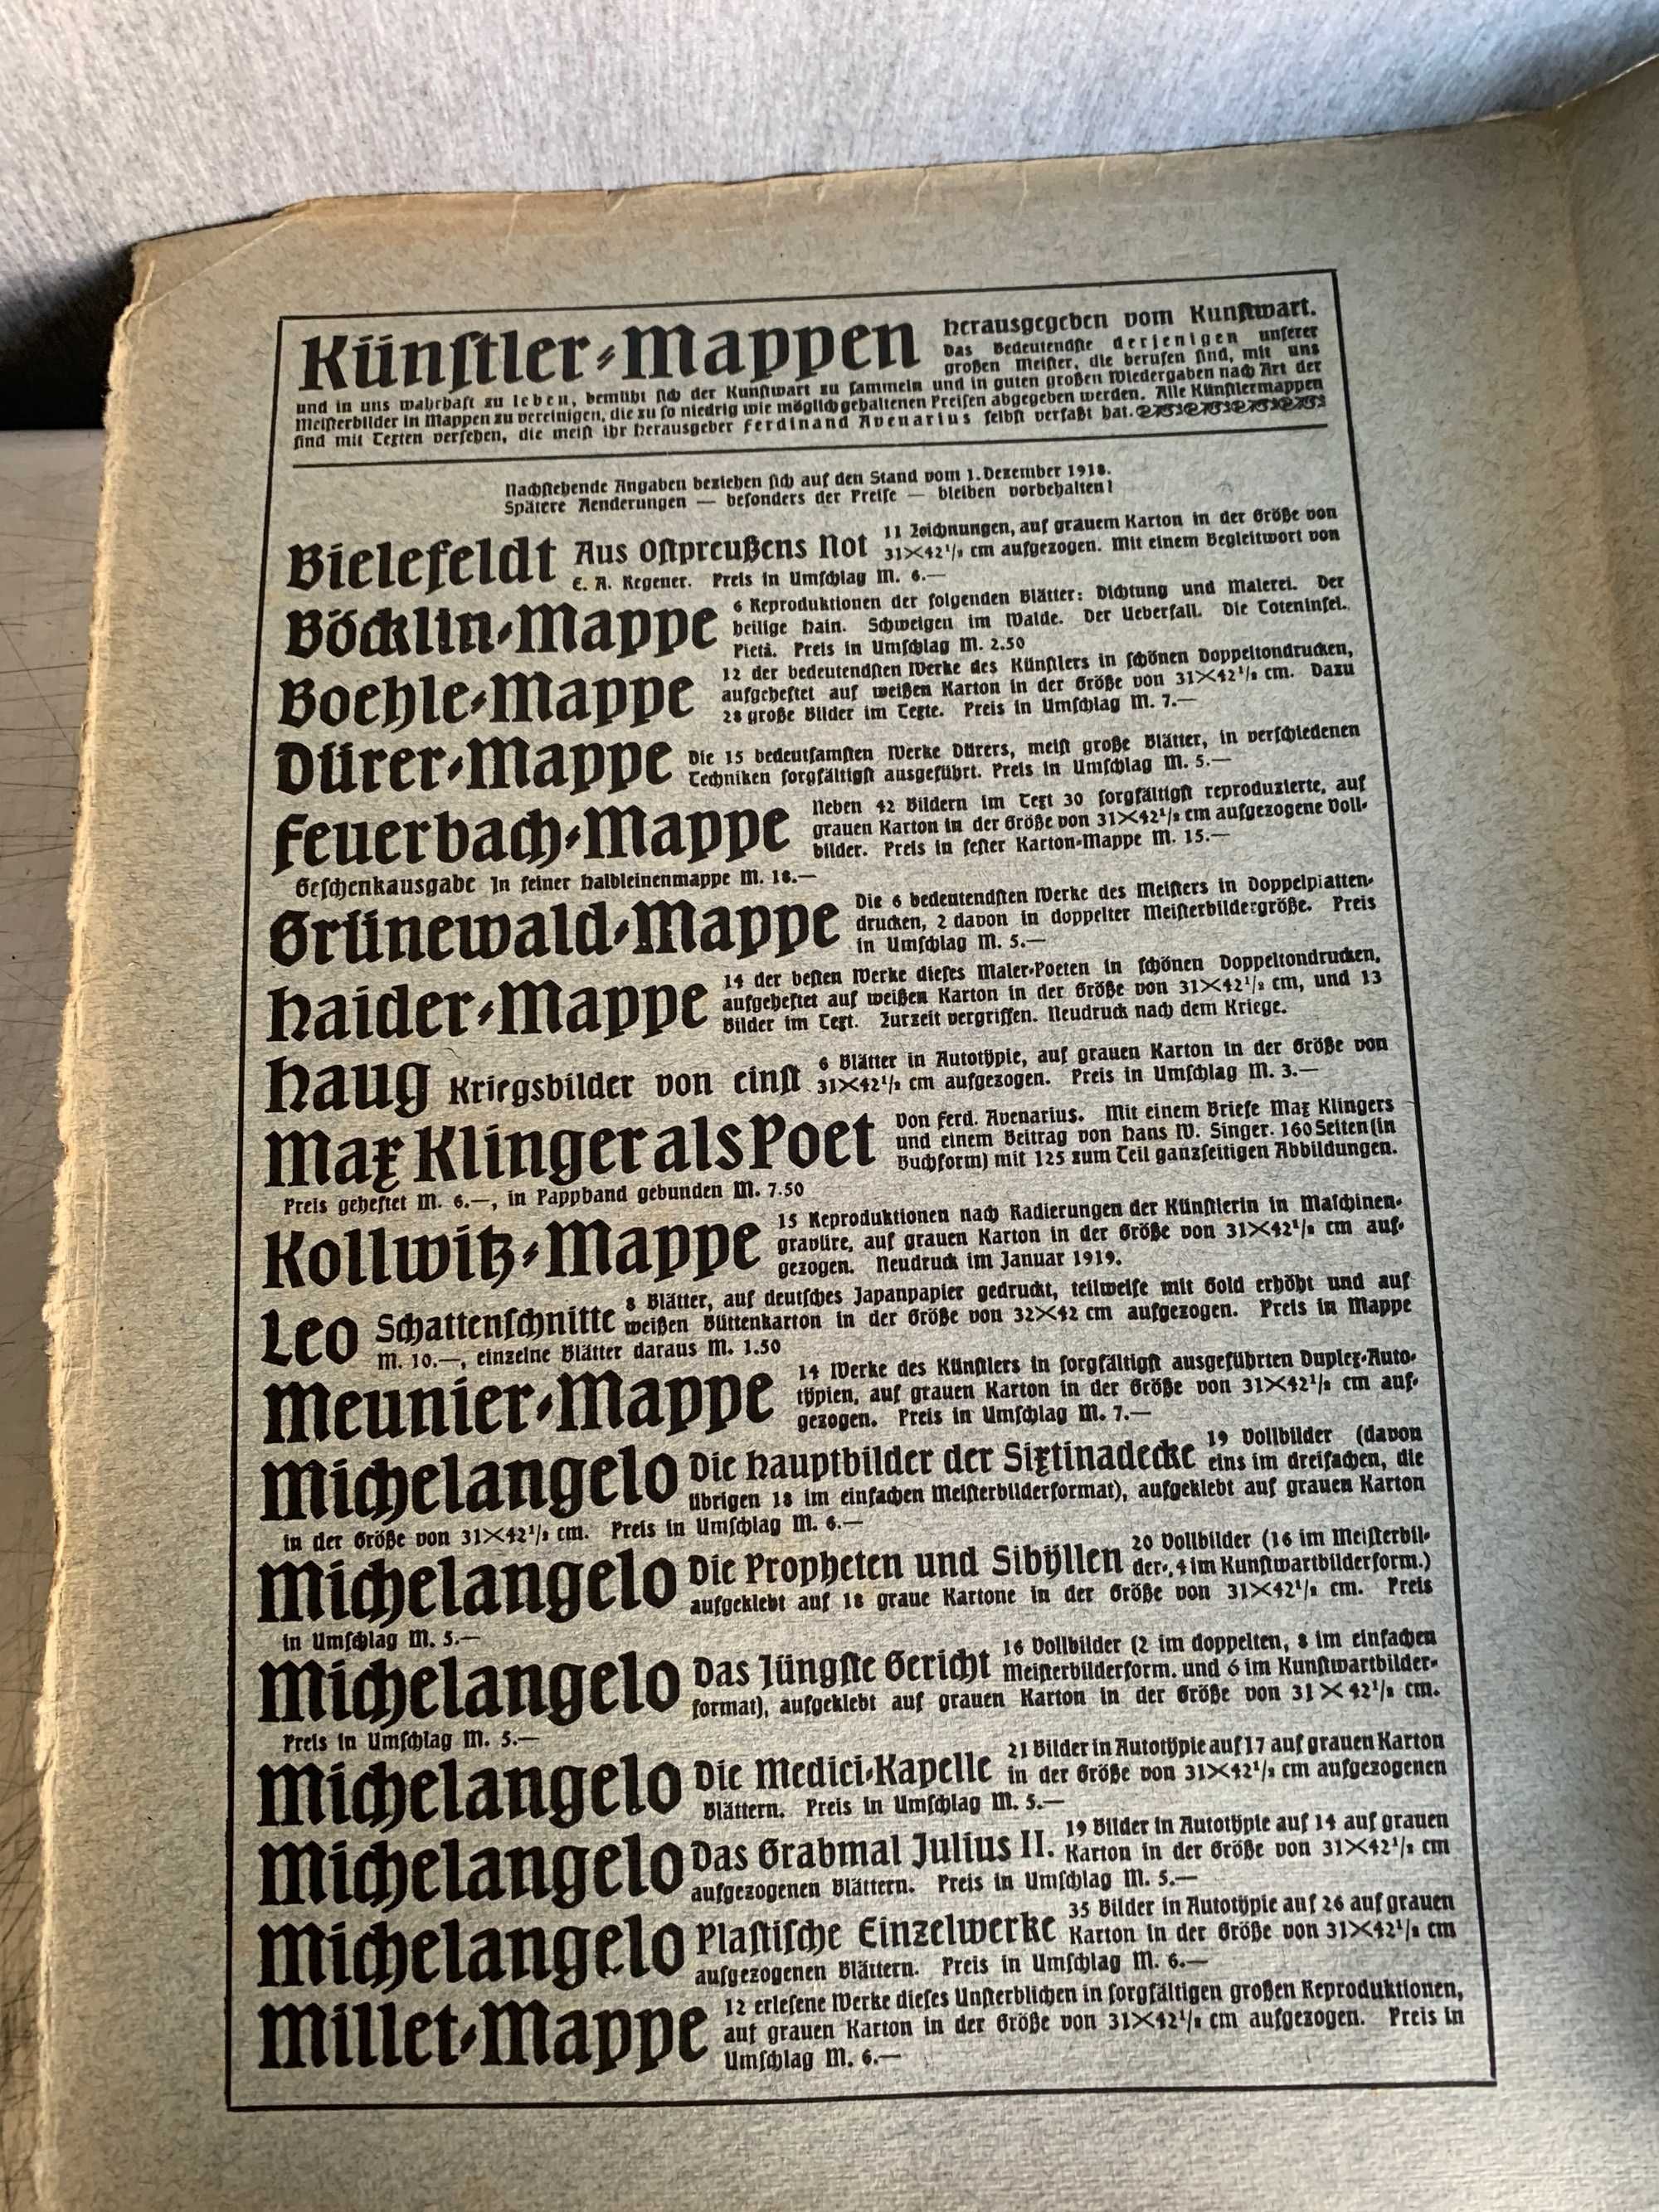 Künstler-Mappen herausgegeben vom Kunstwart.
Das Bedeutendste derjenigen unserer
großen Meister, die berufen sind, mit uns
und in uns wahrhaft zu leben, bemüht sich der Kunstwart zu sammeln und in guten großen Wiedergaben nach Art der
Meisterbilder in Mappen zu vereinigen, die zu so niedrig wie möglich gehaltenen Preisen abgegeben werden. Alle Künstlermappen
sind mit Texten versehen, die meist ihr Herausgeber Ferdinand Avenarius selbst verfaßt hat.
Nachstehende Angaben beziehen sich auf den Stand vom 1. Dezember 1918.
Spätere Aenderungen — besonders der Preise — bleiben vorbehalten!
Bielefeldt Aus Ostpreußens Not 11 Zeichnungen, auf grauem Karton in der Größe von
31×42½ cm aufgezogen. Mit einem Begleitwort von
E. A. Regener. Preis in Umschlag M. 6.—
Böcklin-Mappe 6 Reproduktionen der folgenden Blätter: Dichtung und Malerei. Der
heilige Hain. Schweigen im Walde. Der Ueberfall. Die Toteninsel.
Pietà. Preis in Umschlag M. 2.50
Boehle-Mappe 12 der bedeutendsten Werke des Künstlers in schönen Doppeltondrucken,
aufgeheftet auf weißen Karton in der Größe von 31×42½ cm. Dazu
28 große Bilder im Texte. Preis in Umschlag M. 7.—
Dürer-Mappe Die 15 bedeutsamsten Werke Dürers, meist große Blätter, in verschiedenen
Techniken sorgfältigst ausgeführt. Preis in Umschlag M. 5.—
Feuerbach-Mappe Neben 42 Bildern im Text 30 sorgfältigst reproduzierte, auf
grauen Karton in der Größe von 31×42½ cm aufgezogene Voll-
bilder. Preis in fester Karton-Mappe M. 15.—
Geschenkausgabe In feiner Halbleinenmappe M. 18.—
Grünewald-Mappe Die 6 bedeutendsten Werke des Meisters in Doppelplatten-
drucken, 2 davon in doppelter Meisterbildergröße. Preis
in Umschlag M. 5.—
Haider-Mappe 14 der besten Werke dieses Maler-Poeten in schönen Doppeltondrucken,
aufgeheftet auf weißen Karton in der Größe von 31×42½ cm, und 13
Bilder im Text. Zurzeit vergriffen. Neudruck nach dem Kriege.
Haug Kriegsbilder von einst 6 Blätter in Autotypie, auf grauen Karton in der Größe von
31×42½ cm aufgezogen. Preis in Umschlag M. 3.—
Max Klinger als Poet Von Ferd. Avenarius. Mit einem Briefe Max Klingers
und einem Beitrag von Hans W. Singer. 160 Seiten (in
Buchform) mit 125 zum Teil ganzseitigen Abbildungen.
Preis geheftet M. 6.—, in Pappband gebunden M. 7.50
Kollwitz-Mappe 15 Reproduktionen nach Radierungen der Künstlerin in Maschinen-
gravüre, auf grauen Karton in der Größe von 31×42½ cm auf-
gezogen. Neudruck im Januar 1919.
Leo Schattenschnitte 8 Blätter, auf deutsches Japanpapier gedruckt, teilweise mit Gold erhöht und auf
weißen Büttenkarton in der Größe von 32×42 cm aufgezogen. Preis in Mappe
M. 10.—, einzelne Blätter daraus M. 1.50
Meunier-Mappe 14 Werke des Künstlers in sorgfältigst ausgeführten Duplex-Auto-
typien, auf grauen Karton in der Größe von 31×42½ cm auf-
gezogen. Preis in Umschlag M. 7.—
Michelangelo Die Hauptbilder der Sixtinadecke 19 Vollbilder (davon
eins im dreifachen, die
übrigen 18 im einfachen Meisterbilderformat), aufgeklebt auf grauen Karton
in der Größe von 31×42½ cm. Preis in Umschlag M. 6.—
Michelangelo Die Propheten und Sibyllen 20 Vollbilder (16 im Meisterbil-
der-, 4 im Kunstwartbilderform.)
aufgeklebt auf 18 graue Kartone in der Größe von 31×42½ cm. Preis
in Umschlag M. 5.—
Michelangelo Das Jüngste Gericht 16 Vollbilder (2 im doppelten, 8 im einfachen
Meisterbilderform. und 6 im Kunstwartbilder-
format), aufgeklebt auf grauen Karton in der Größe von 31×42½ cm.
Preis in Umschlag M. 5.—
Michelangelo Die Medici-Kapelle 21 Bilder in Autotypie auf 17 auf grauen Karton
in der Größe von 31×42½ cm aufgezogenen
Blättern. Preis in Umschlag M. 5.—
Michelangelo Das Grabmal Julius II. 19 Bilder in Autotypie auf 14 auf grauen
Karton in der Größe von 31×42½ cm
aufgezogenen Blättern. Preis in Umschlag M. 5.—
Michelangelo Plastische Einzelwerke 35 Bilder in Autotypie auf 26 auf grauen
Karton in der Größe von 31×42½ cm
aufgezogenen Blättern. Preis in Umschlag M. 6.—
Millet-Mappe 12 erlesene Werke dieses Unsterblichen in sorgfältigen großen Reproduktionen,
auf grauen Karton in der Größe von 31×42½ cm aufgezogen. Preis in
Umschlag M. 6.—